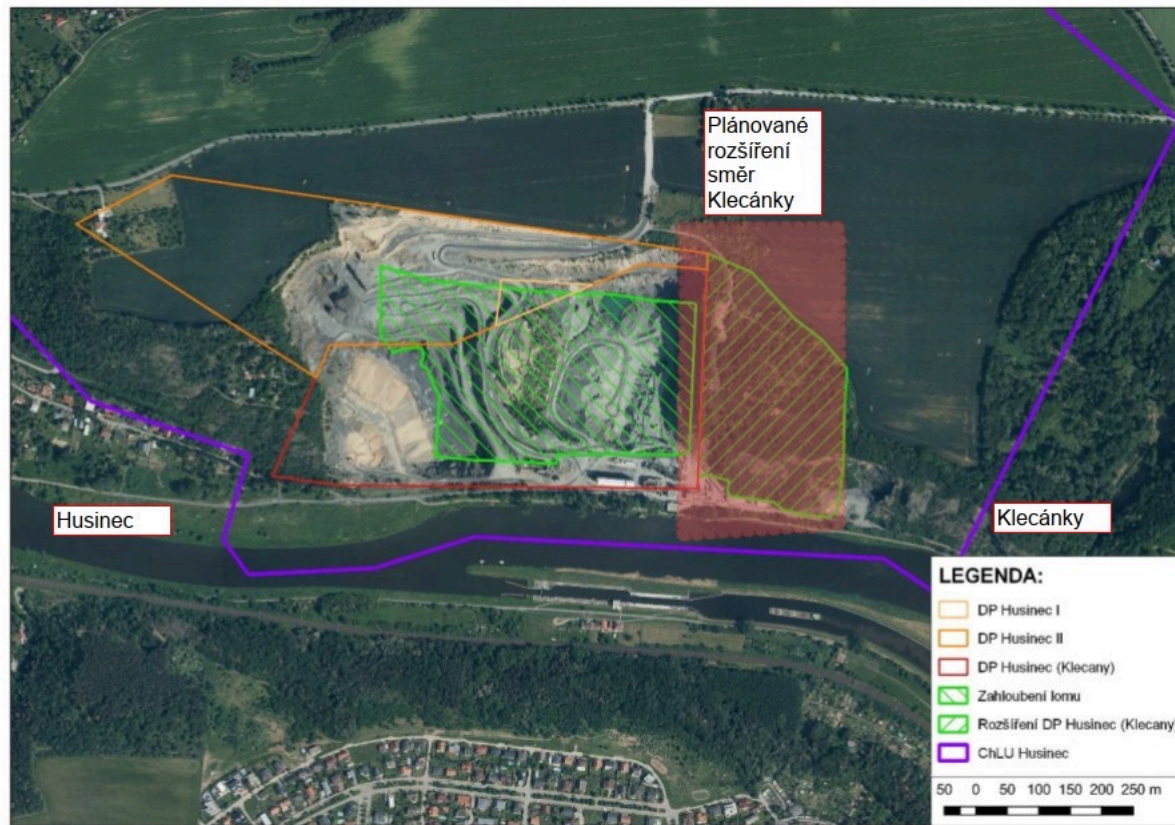 Plánované
rozšíření
směr
Klecánky
Husinec
Klecánky
LEGENDA:
DP Husinec I
DP Husinec II
DP Husinec (Klecany)
Zahloubení lomu
Rozšíření DP Husinec (Klecany)
ChLU Husinec
50 0 50 100 150 200 250 m